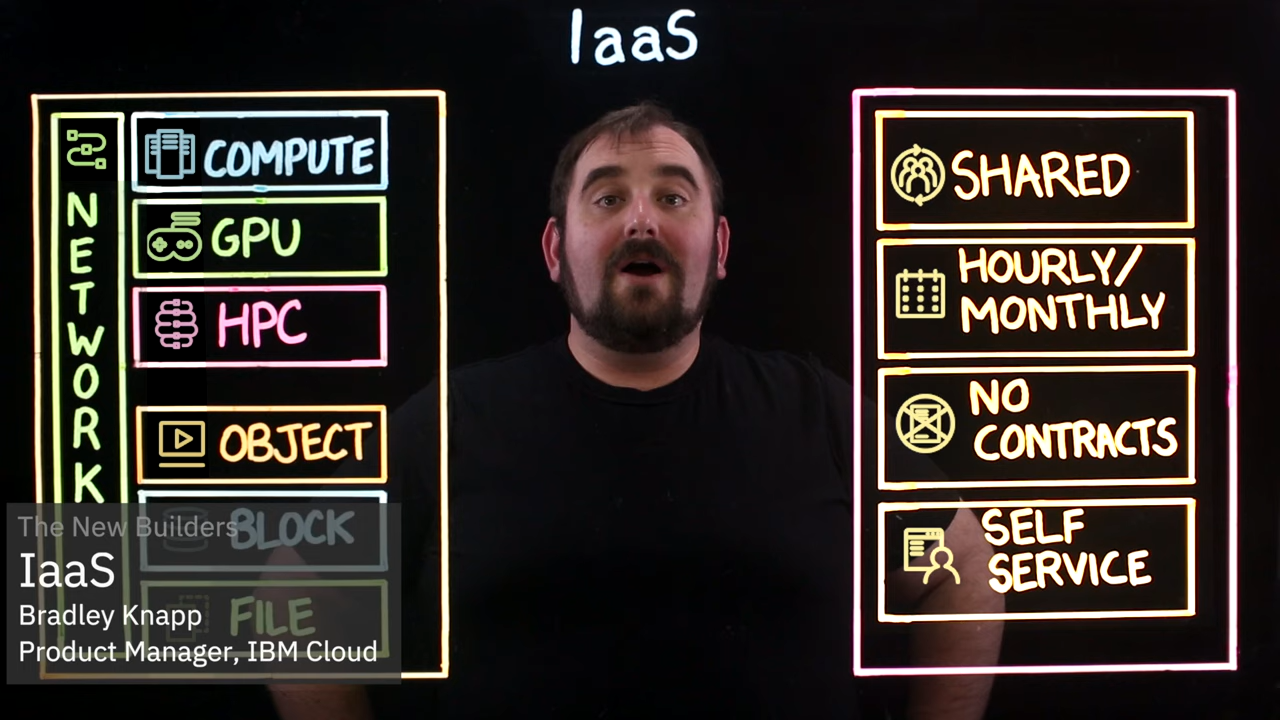 IaaS
NETWORK
COMPUTE
GPU
HPC
OBJECT
BLOCK
FILE
SHARED
HOURLY/
MONTHLY
NO
CONTRACTS
SELF
SERVICE
The New Builders
IaaS
Bradley Knapp
Product Manager, IBM Cloud